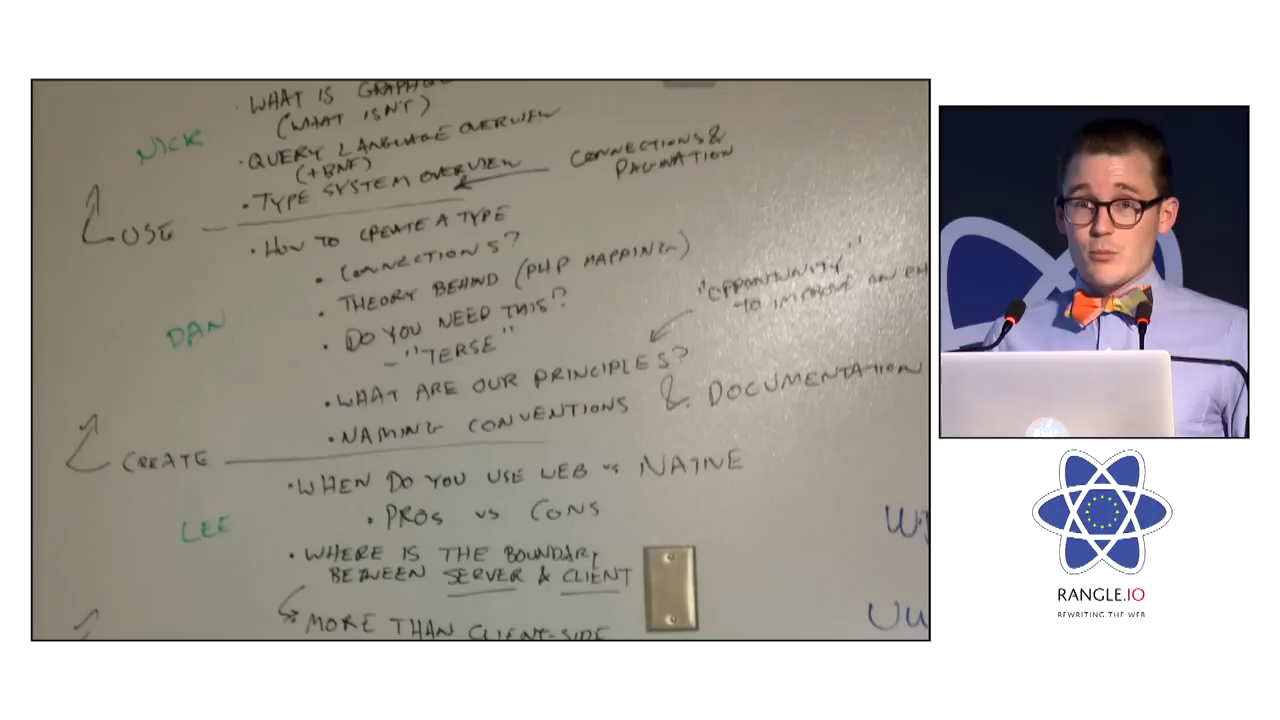 • WHAT IS
(WHAT ISN'T)
NICK
• QUERY LANGUAGE OVERVIEW
(+BNF)
• TYPE SYSTEM OVERVIEW
CONNECTIONS &
PAGINATION
USE
• HOW TO CREATE A TYPE
• CONNECTIONS?
• THEORY BEHIND (PHP MAPPING)
• DO YOU NEED THIS?
- "TERSE"
"OPPORTUNITY"
TO IMPROVE ON
DAN
• WHAT ARE OUR PRINCIPLES?
• NAMING CONVENTIONS & DOCUMENTATION
CREATE
• WHEN DO YOU USE WEB vs NATIVE
• PROS vs CONS
LEE
• WHERE IS THE BOUNDARY
BETWEEN SERVER & CLIENT
MORE THAN CLIENT-SIDE
RANGLE.IO
REWRITING THE WEB